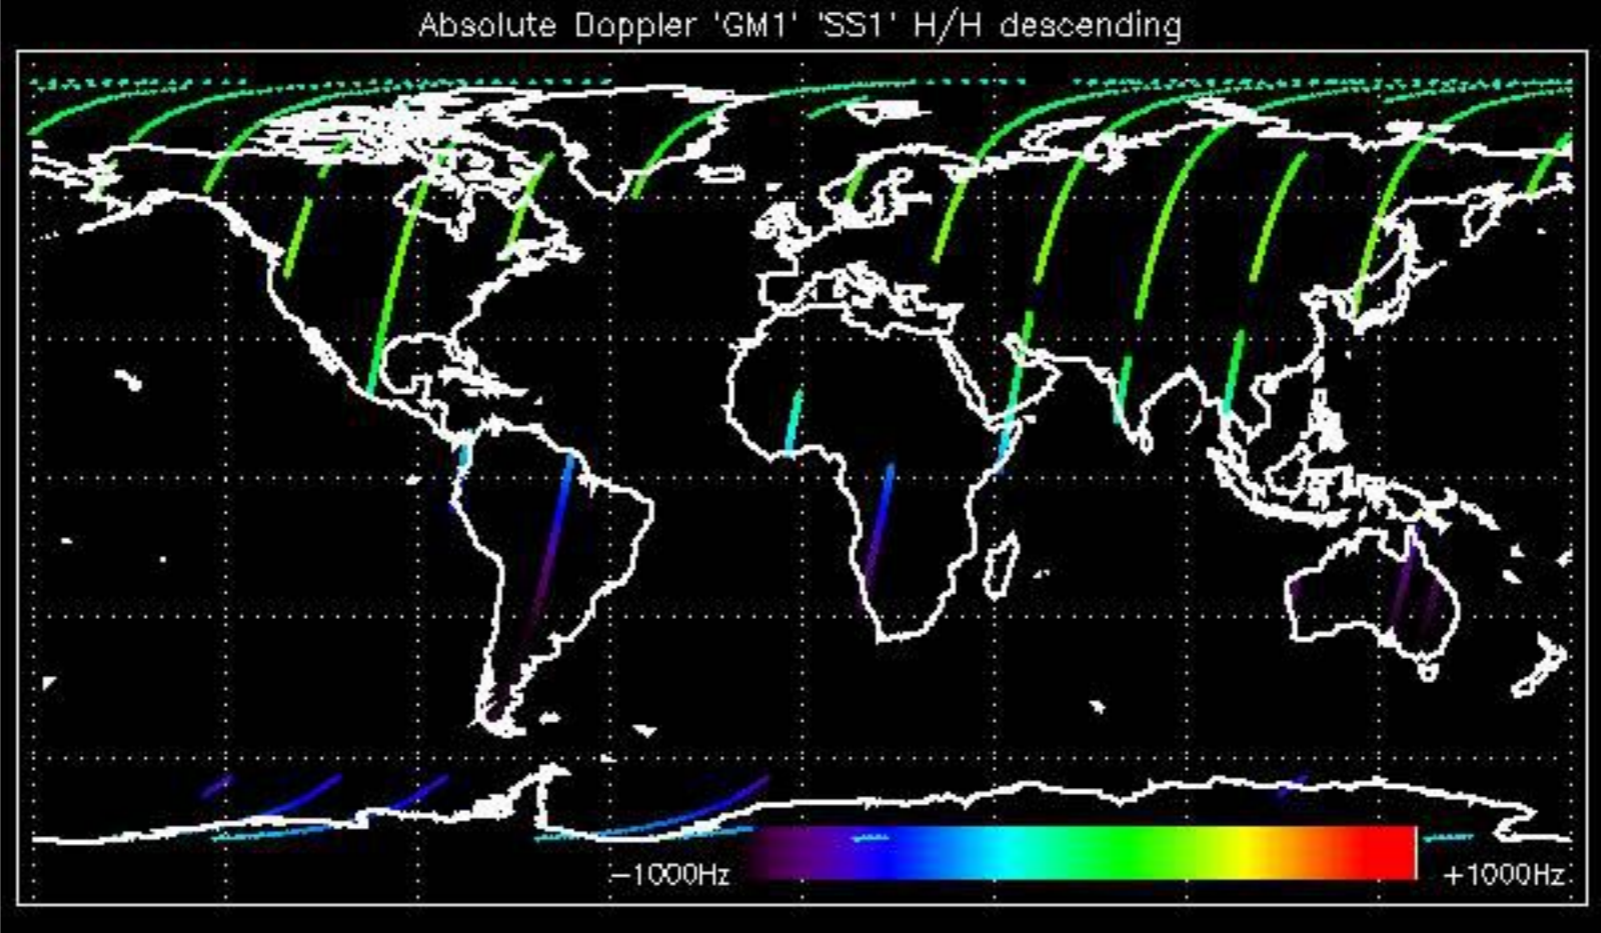 Absolute Doppler 'GM1' 'SS1' H/H descending
−1000Hz +1000Hz